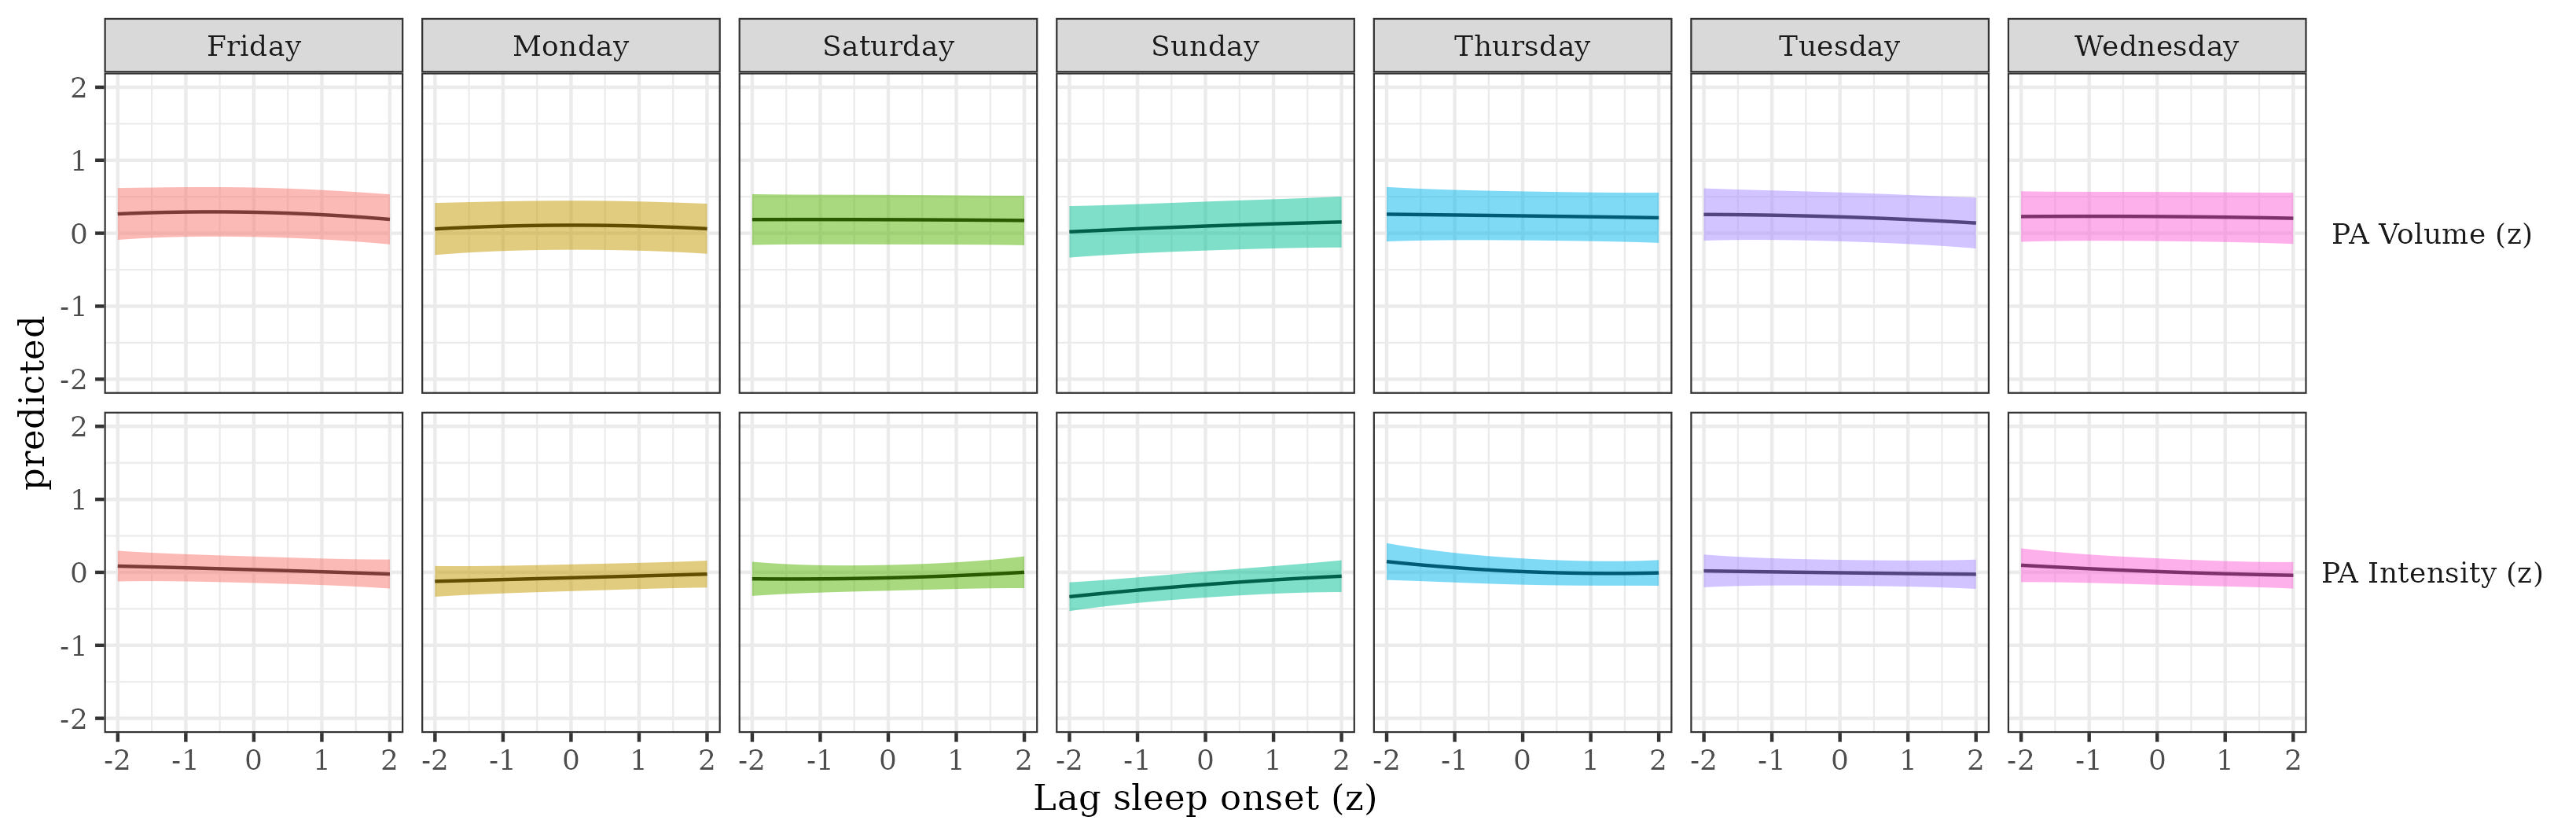 Friday Monday Saturday Sunday Thursday Tuesday Wednesday
2
1
0
-1
-2
PA Volume (z)
predicted
2
1
0
-1
-2
PA Intensity (z)
-2 -1 0 1 2 -2 -1 0 1 2 -2 -1 0 1 2 -2 -1 0 1 2 -2 -1 0 1 2 -2 -1 0 1 2 -2 -1 0 1 2
Lag sleep onset (z)